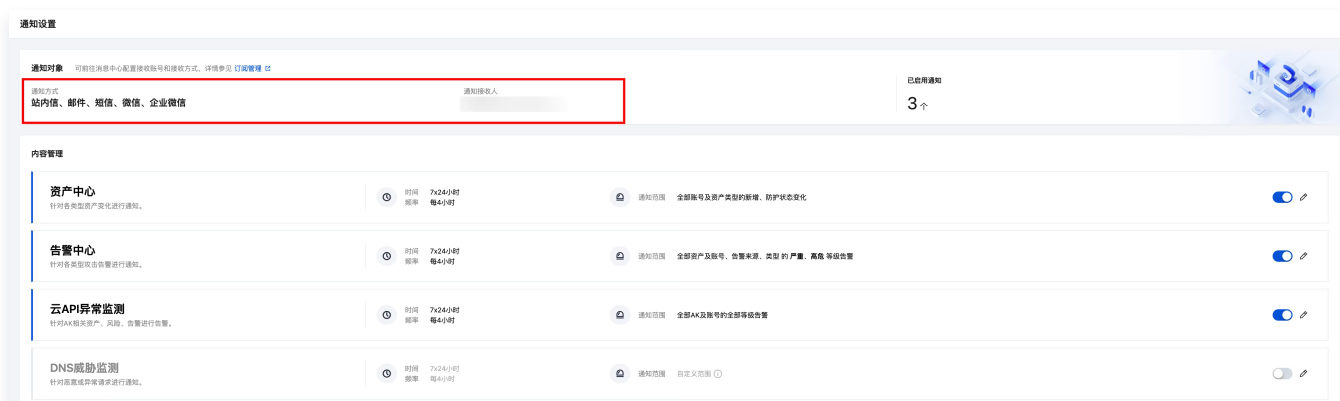 通知设置
通知对象 可前往消息中心配置接收账号和接收方式，详情参见 订阅管理
通知方式
站内信、邮件、短信、微信、企业微信
通知接收人
已启用通知
3 个
内容管理
资产中心
针对各类型资产变化进行通知。
时间 7x24小时
频率 每4小时
通知范围 全部账号及资产类型的新增、防护状态变化
告警中心
针对各类型攻击告警进行通知。
时间 7x24小时
频率 每4小时
通知范围 全部资产及账号、告警来源、类型 的 严重、高危 等级告警
云API异常监测
针对AK相关资产、风险、告警进行告警。
时间 7x24小时
频率 每4小时
通知范围 全部AK及账号的全部等级告警
DNS威胁监测
针对恶意或异常请求进行通知。
时间 7x24小时
频率 每4小时
通知范围 自定义范围